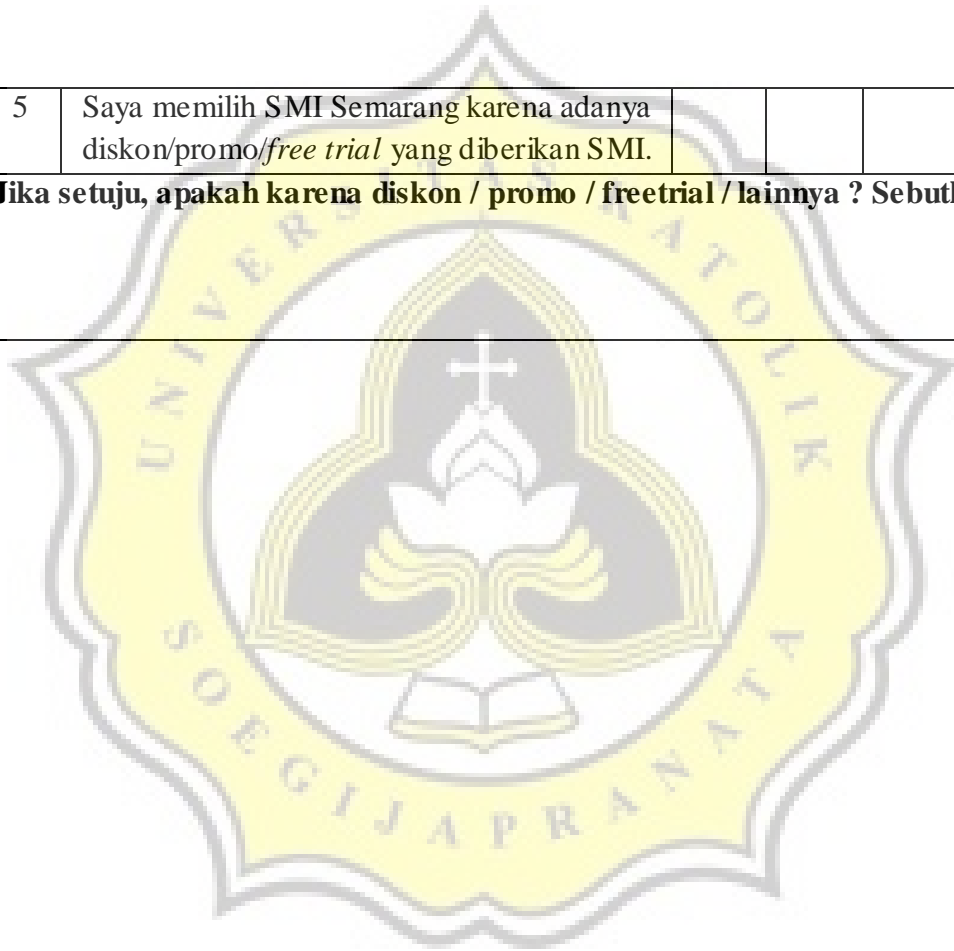 5 Saya memilih SMI Semarang karena adanya
diskon/promo/free trial yang diberikan SMI.
Jika setuju, apakah karena diskon / promo / freetrial / lainnya ?
UNIVERSITAS KATOLIK
SOEGIJAPRANATA